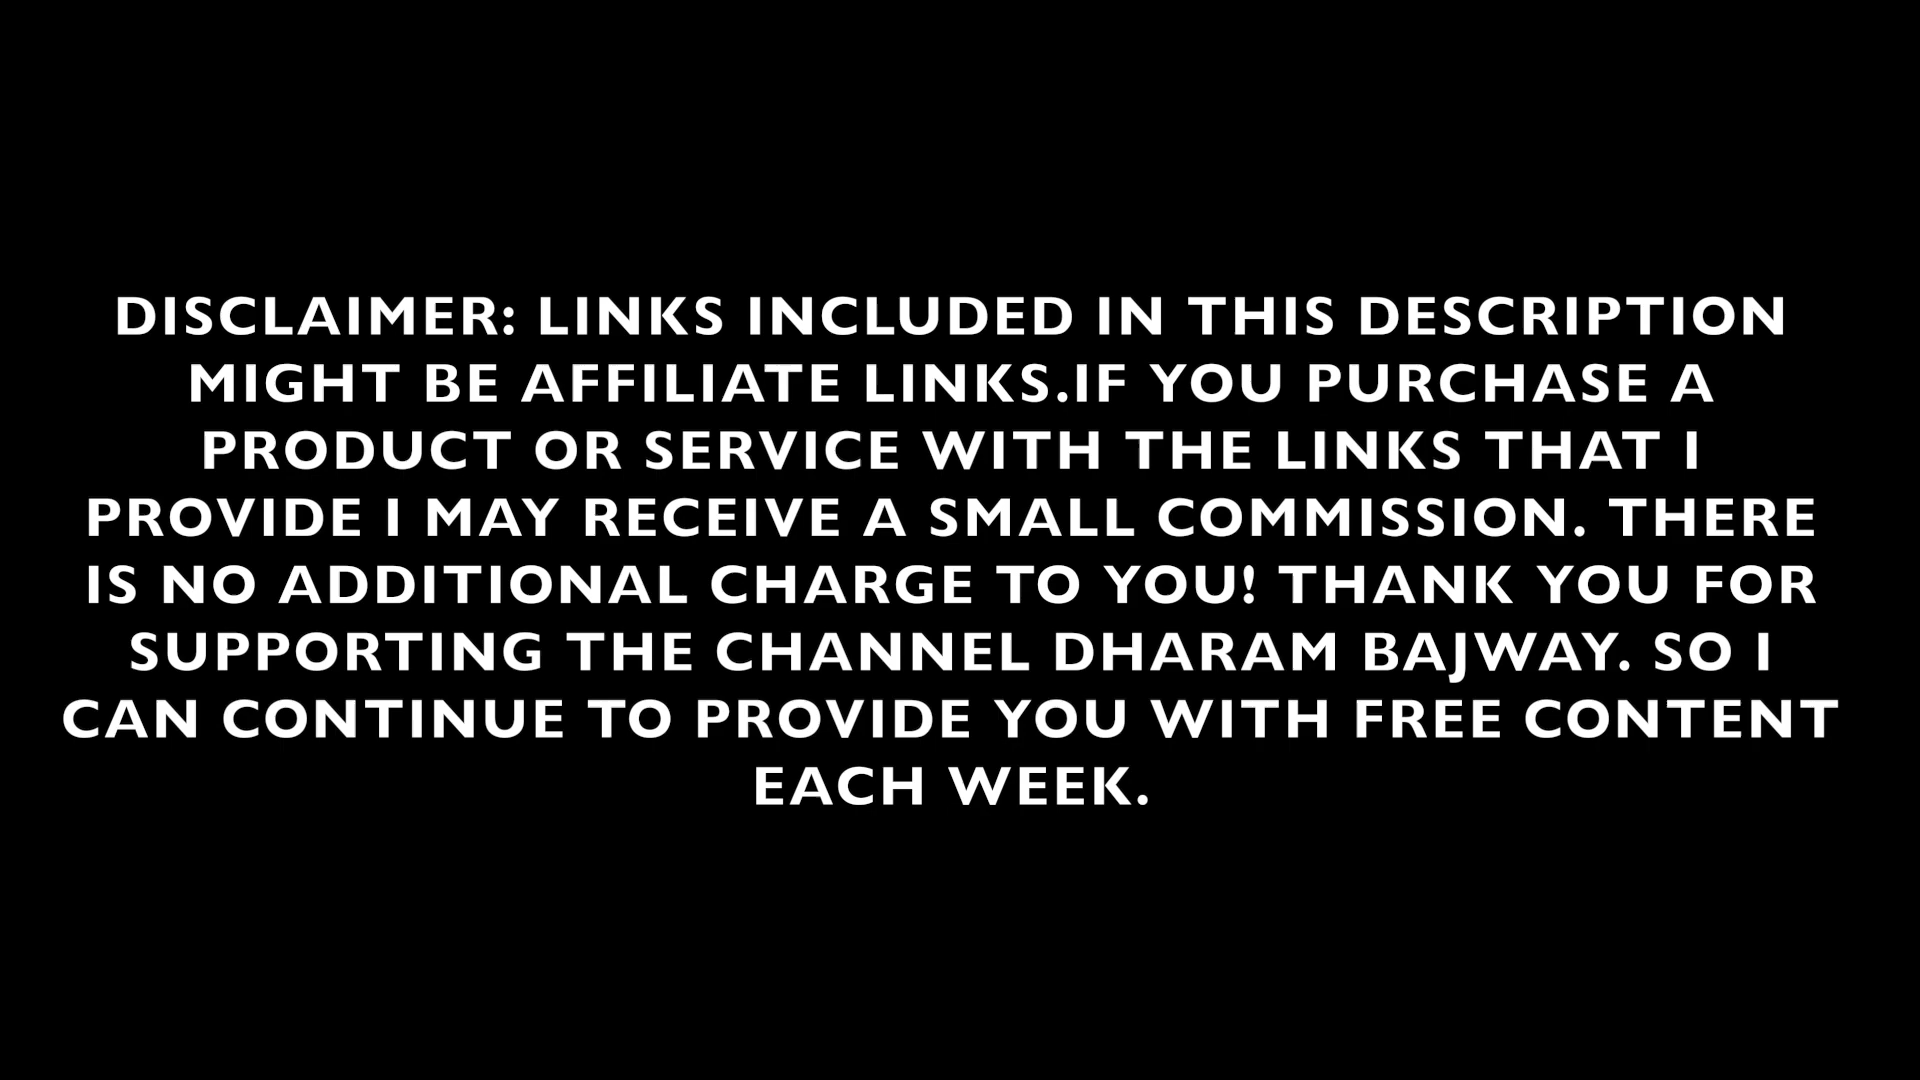 DISCLAIMER: LINKS INCLUDED IN THIS DESCRIPTION
MIGHT BE AFFILIATE LINKS.IF YOU PURCHASE A
PRODUCT OR SERVICE WITH THE LINKS THAT I
PROVIDE I MAY RECEIVE A SMALL COMMISSION. THERE
IS NO ADDITIONAL CHARGE TO YOU! THANK YOU FOR
SUPPORTING THE CHANNEL DHARAM BAJWAY. SO I
CAN CONTINUE TO PROVIDE YOU WITH FREE CONTENT
EACH WEEK.